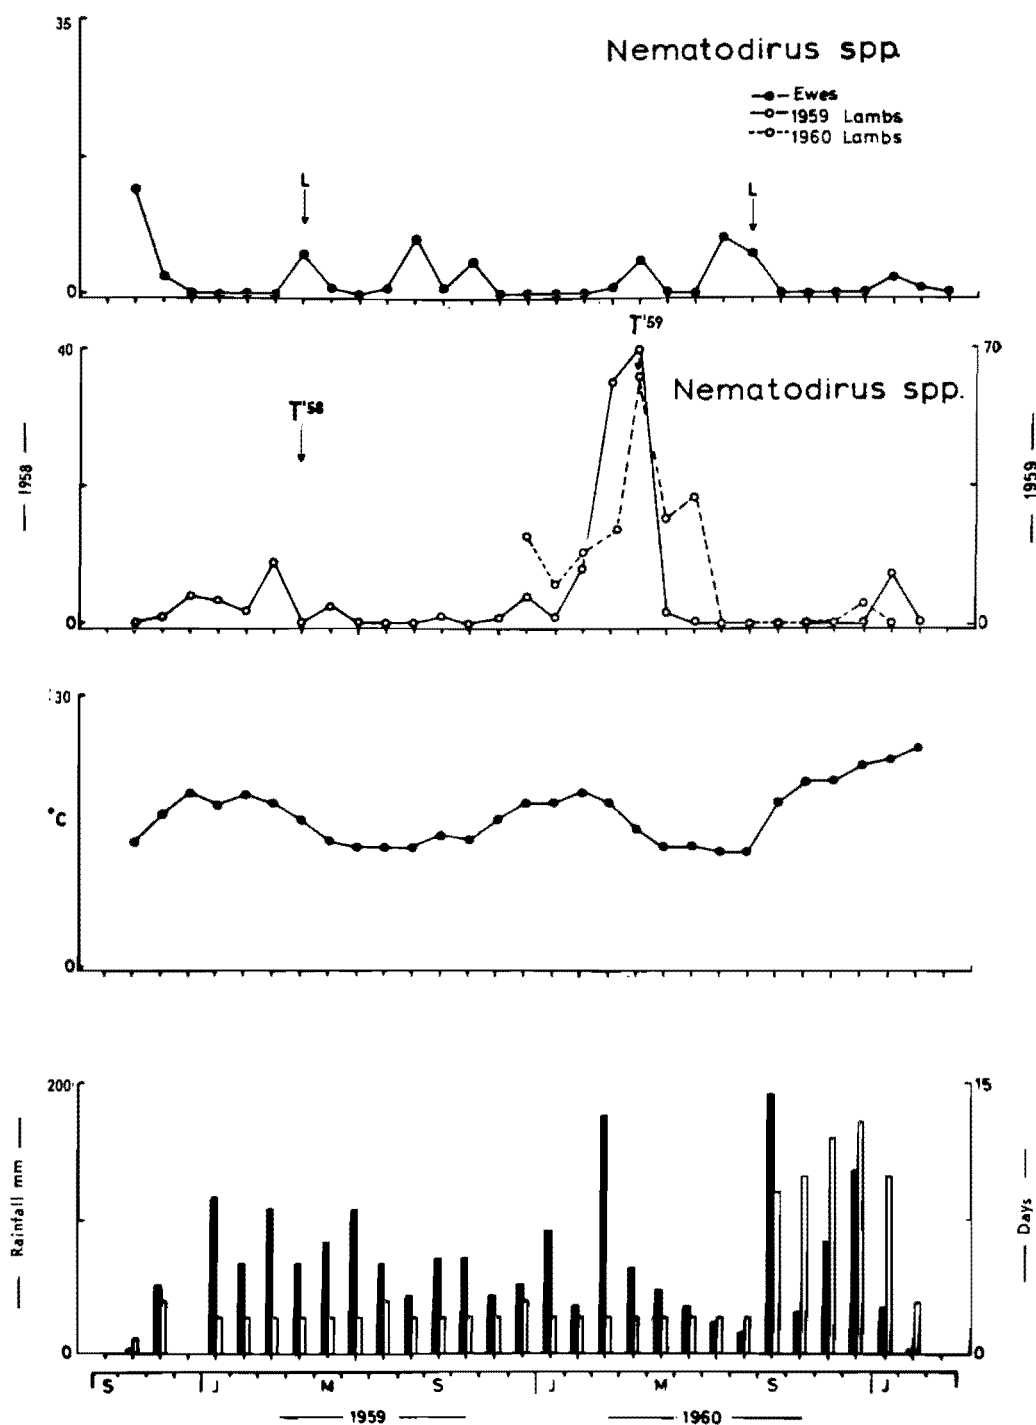 35
Nematodirus spp.
Ewes
1959 Lambs
1960 Lambs
L
L
0
T'59
40
70
Nematodirus spp.
T'58
1958
1959
0
0
30
°C
0
200
15
Rainfall mm
Days
0
0
S J M S J M S J
1959 1960